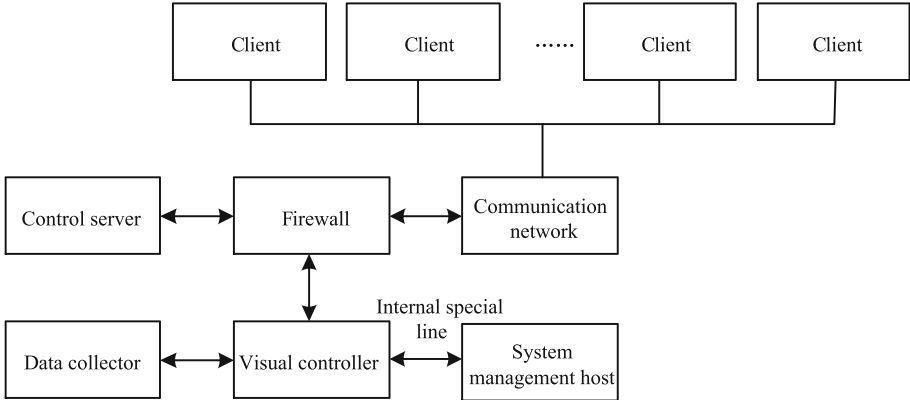 Client
Client
......
Client
Client
Control server
Firewall
Communication
network
Internal special
line
Data collector
Visual controller
System
management host